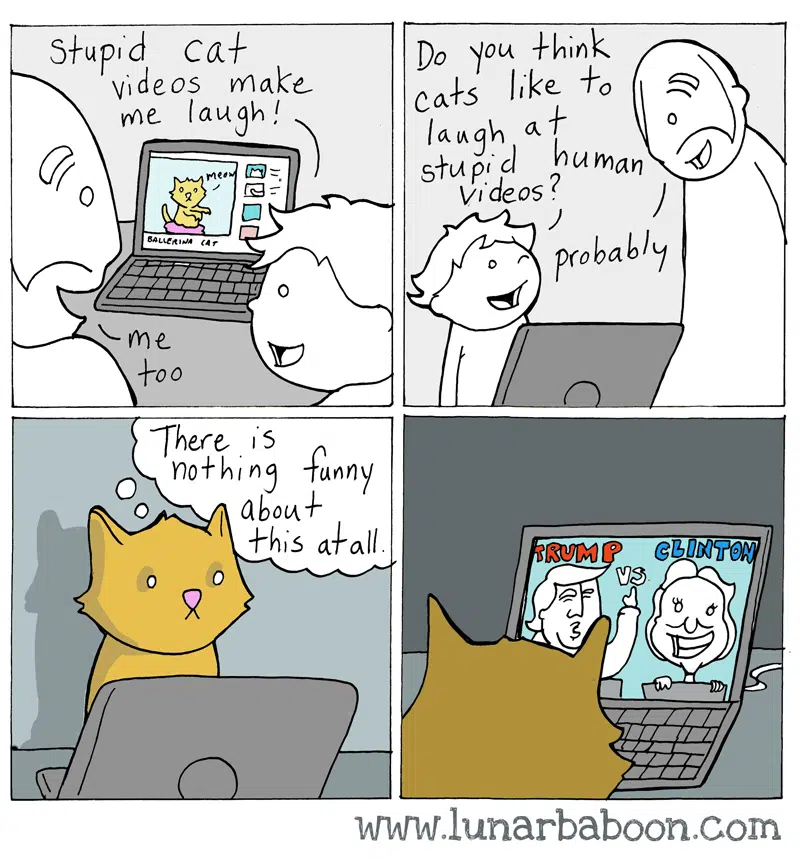 Stupid cat
videos make
me laugh!
meow
BALLERINA CAT
me
too
Do you think
cats like to
laugh at
stupid human
videos?
probably
There is
nothing funny
about
this at all.
TRUMP
VS.
CLINTON
www.lunarbaboon.com